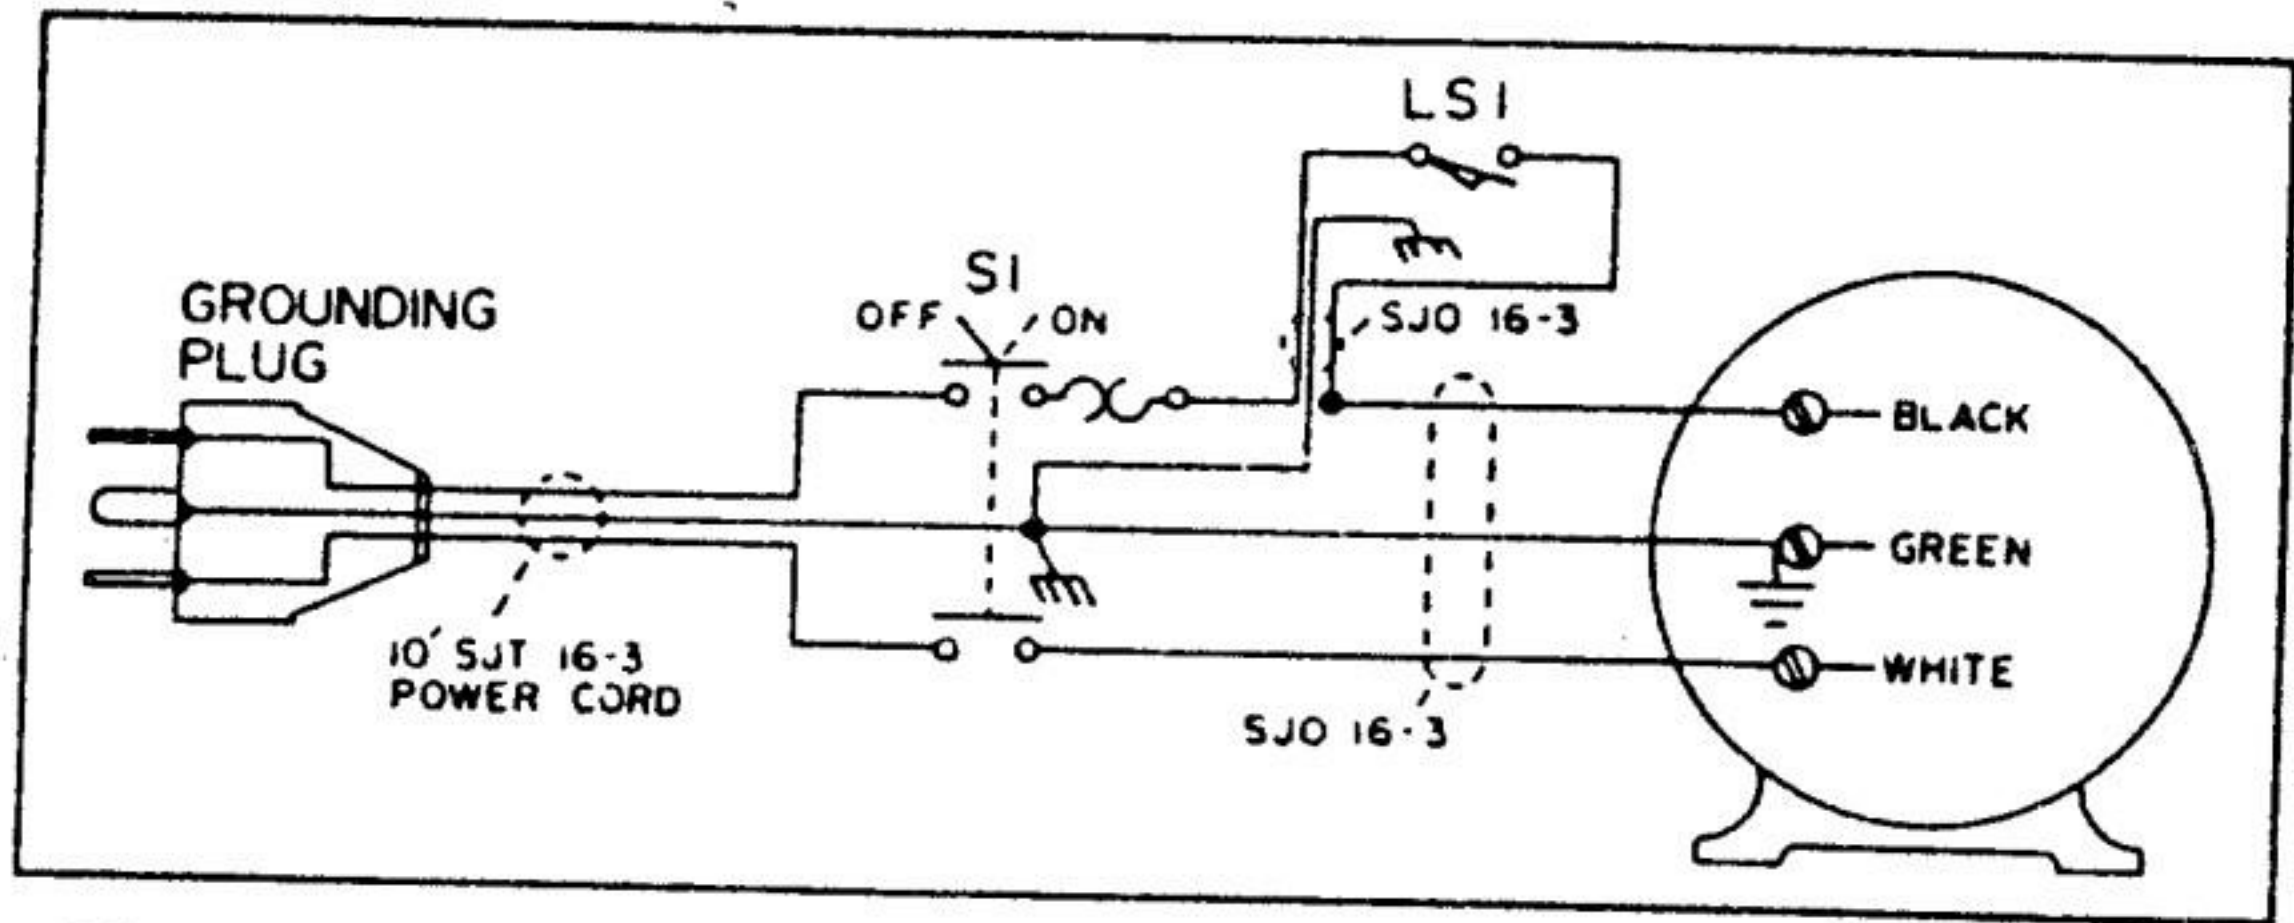 LS1
S1
OFF ON
GROUNDING
PLUG
SJO 16-3
BLACK
GREEN
WHITE
10' SJT 16-3
POWER CORD
SJO 16-3